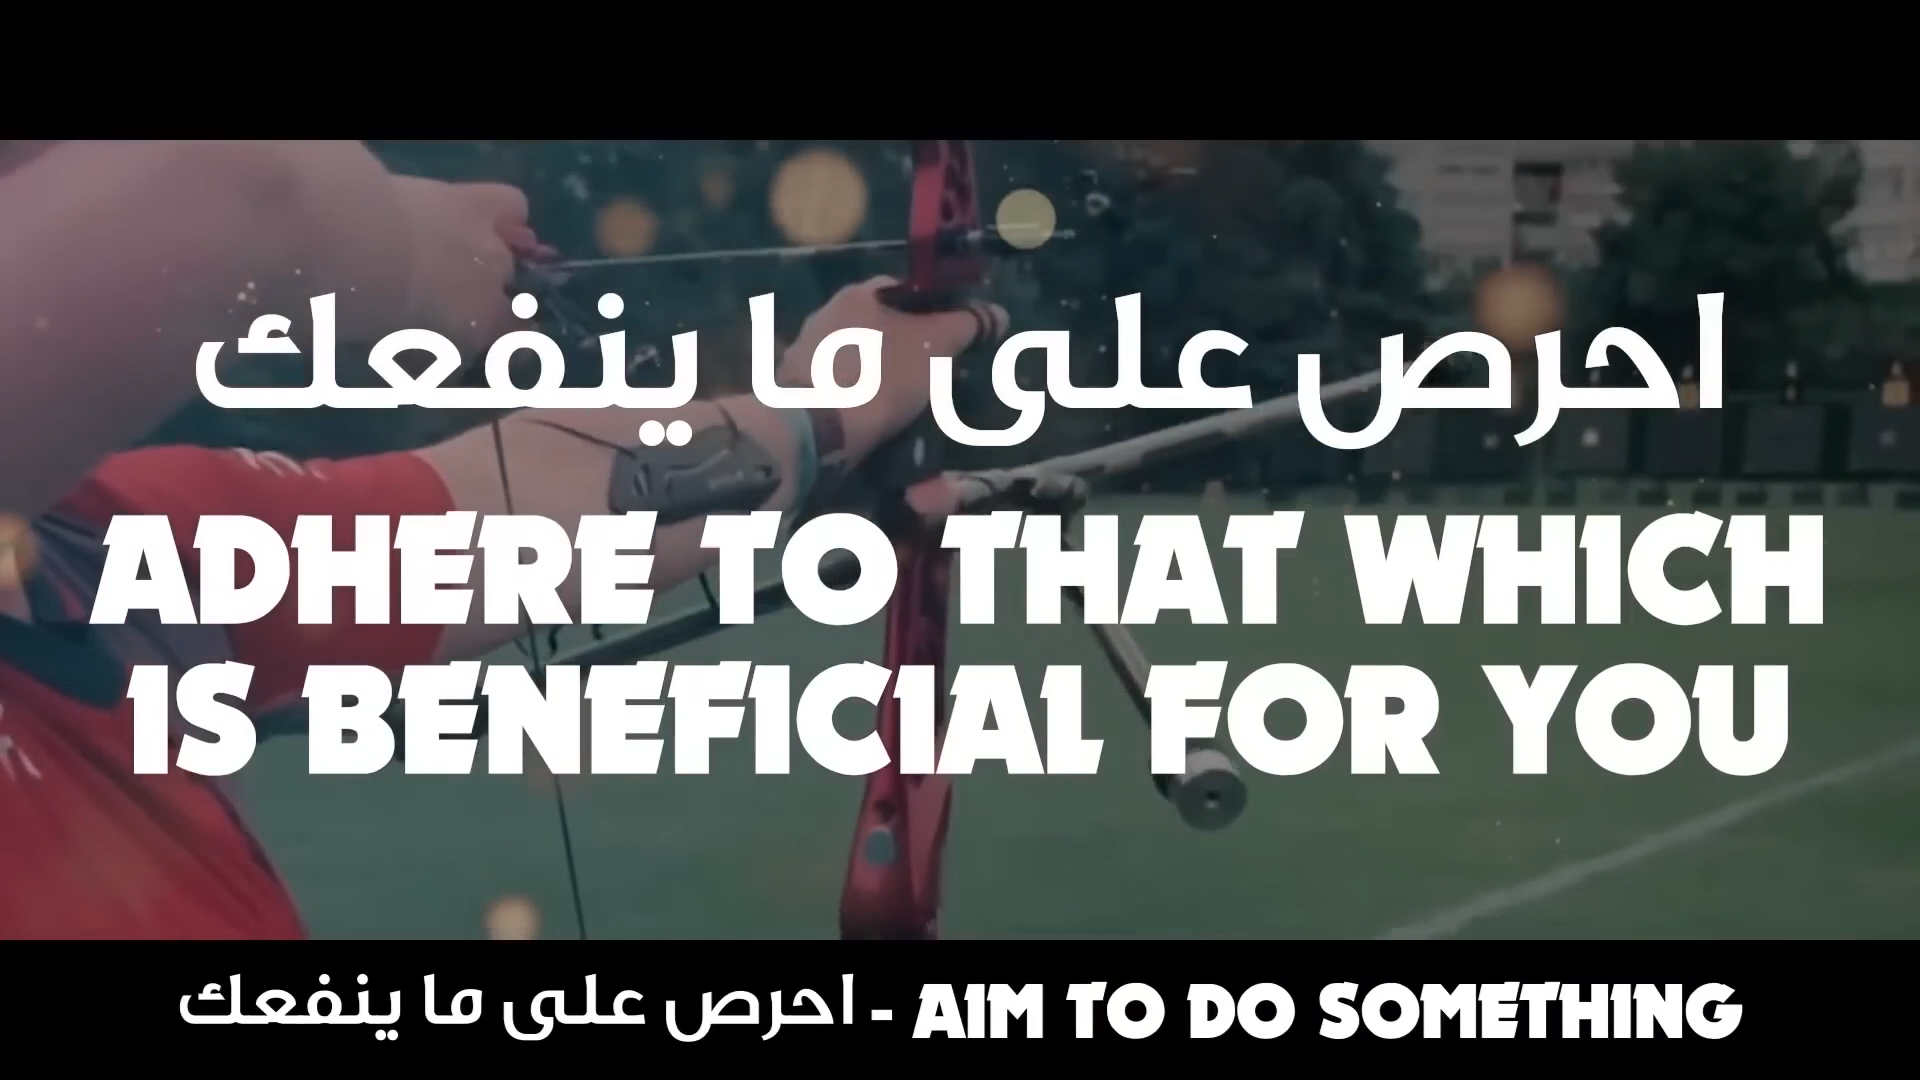 احرص على ما ينفعك
ADHERE TO THAT WHICH
IS BENEFICIAL FOR YOU
احرص على ما ينفعك - AIM TO DO SOMETHING